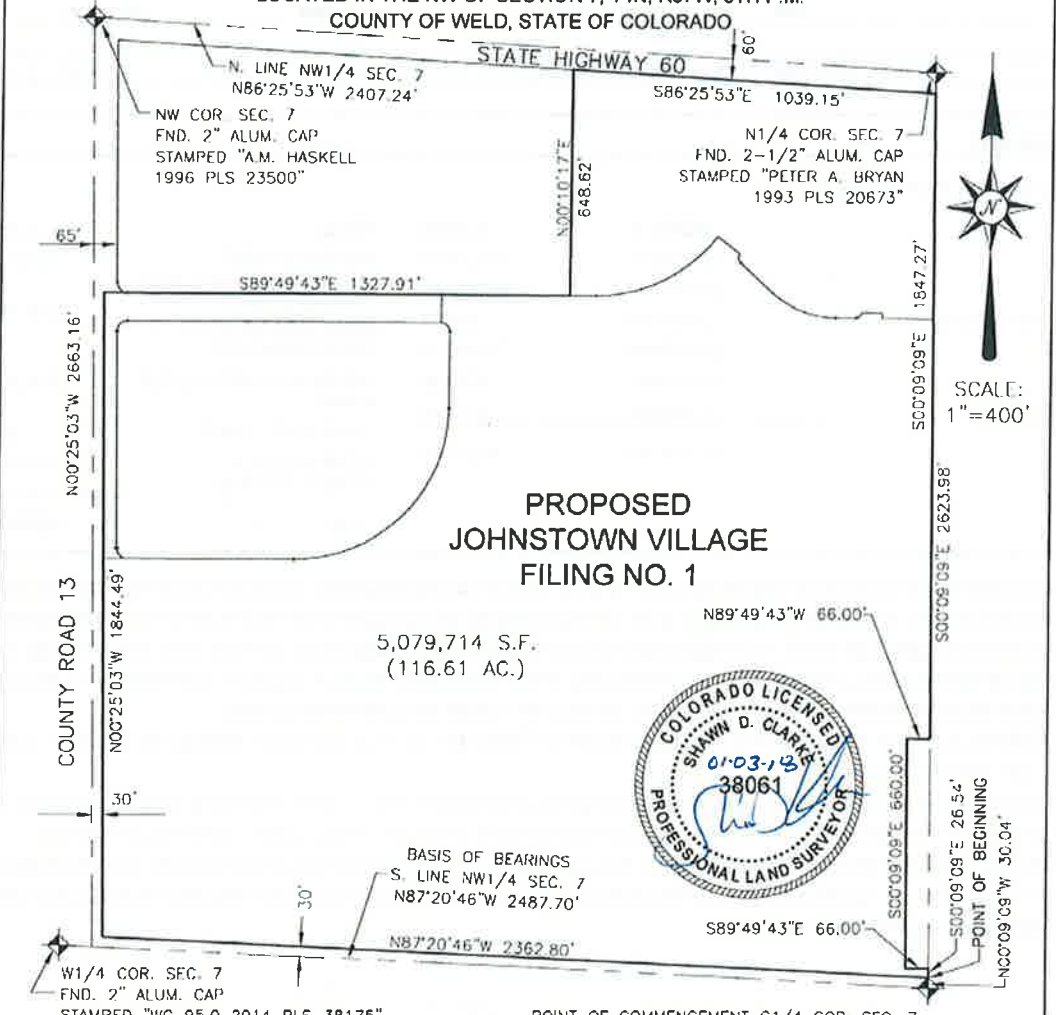 COUNTY OF WELD, STATE OF COLORADO
60'
STATE HIGHWAY 60
N. LINE NW1/4 SEC. 7
N86°25'53"W 2407.24'
S86°25'53"E 1039.15'
NW COR. SEC. 7
FND. 2" ALUM. CAP
STAMPED "A.M. HASKELL
1996 PLS 23500"
N1/4 COR. SEC. 7
FND. 2-1/2" ALUM. CAP
STAMPED "PETER A. BRYAN
1993 PLS 20673"
N00°10'17"E
648.62'
N
65'
S89°49'43"E 1327.91'
S00°09'09"E 1847.27'
N00°25'03"W 2663.16'
SCALE:
1"=400'
PROPOSED
JOHNSTOWN VILLAGE
FILING NO. 1
S00°09'09"E 2623.98'
N89°49'43"W 66.00'
COUNTY ROAD 13
N00°25'03"W 1844.49'
5,079,714 S.F.
(116.61 AC.)
COLORADO LICENSED
SHAWN D. CLARKE
01-03-18
38061
PROFESSIONAL LAND SURVEYOR
30'
S00°09'09"E 660.00'
S00°09'09"E 26.54'
POINT OF BEGINNING
N00°09'09"W 30.04'
BASIS OF BEARINGS
S. LINE NW1/4 SEC. 7
N87°20'46"W 2487.70'
30'
S89°49'43"E 66.00'
N87°20'46"W 2362.80'
W1/4 COR. SEC. 7
FND. 2" ALUM. CAP